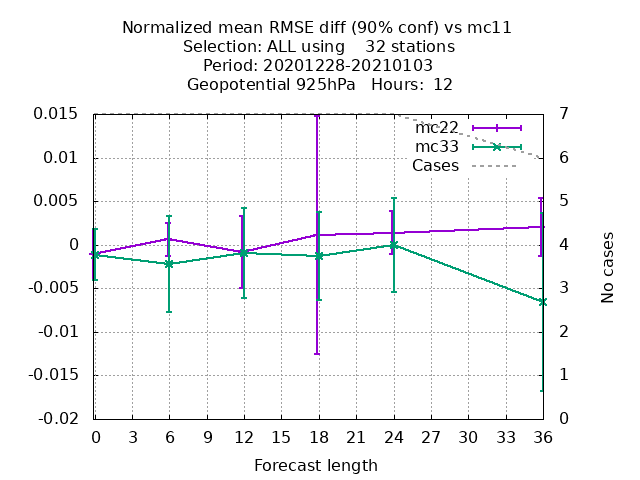 Normalized mean RMSE diff (90% conf) vs mc11
Selection: ALL using    32 stations
Period: 20201228-20210103
Geopotential 925hPa   Hours:  12
0.015
0.01
0.005
0
-0.005
-0.01
-0.015
-0.02
mc22
mc33
Cases
7
6
5
4
3
2
1
0
No cases
0 3 6 9 12 15 18 21 24 27 30 33 36
Forecast length